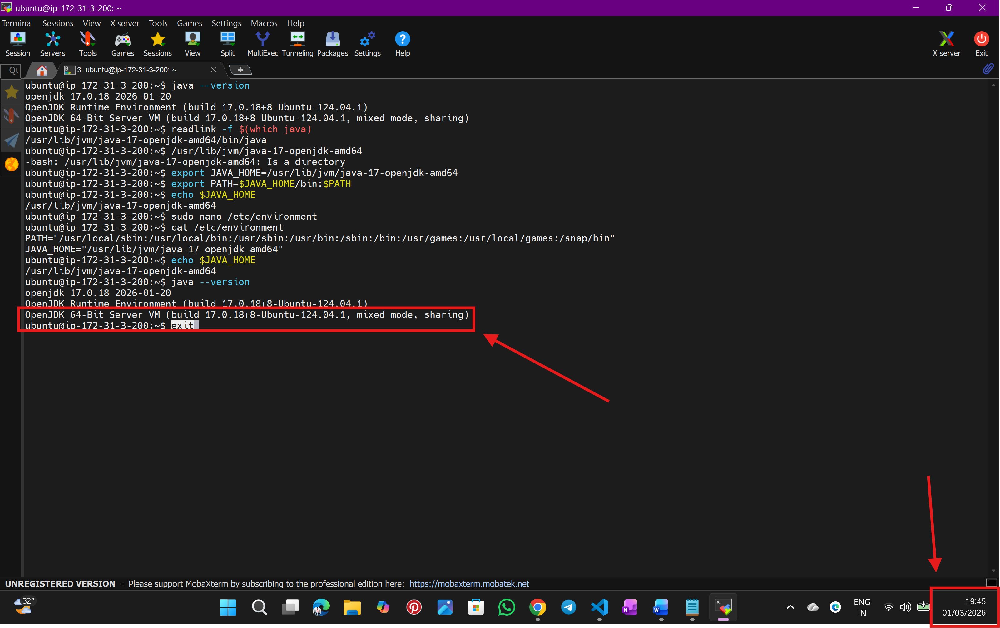 ubuntu@ip-172-31-3-200: ~
Terminal Sessions View X server Tools Games Settings Macros Help
Session Servers Tools Games Sessions View Split MultiExec Tunneling Packages Settings Help X server Exit
3. ubuntu@ip-172-31-3-200: ~
ubuntu@ip-172-31-3-200:~$ java --version
openjdk 17.0.18 2026-01-20
OpenJDK Runtime Environment (build 17.0.18+8-Ubuntu-124.04.1)
OpenJDK 64-Bit Server VM (build 17.0.18+8-Ubuntu-124.04.1, mixed mode, sharing)
ubuntu@ip-172-31-3-200:~$ readlink -f $(which java)
/usr/lib/jvm/java-17-openjdk-amd64/bin/java
ubuntu@ip-172-31-3-200:~$ /usr/lib/jvm/java-17-openjdk-amd64
-bash: /usr/lib/jvm/java-17-openjdk-amd64: Is a directory
ubuntu@ip-172-31-3-200:~$ export JAVA_HOME=/usr/lib/jvm/java-17-openjdk-amd64
ubuntu@ip-172-31-3-200:~$ export PATH=$JAVA_HOME/bin:$PATH
ubuntu@ip-172-31-3-200:~$ echo $JAVA_HOME
/usr/lib/jvm/java-17-openjdk-amd64
ubuntu@ip-172-31-3-200:~$ sudo nano /etc/environment
ubuntu@ip-172-31-3-200:~$ cat /etc/environment
PATH="/usr/local/sbin:/usr/local/bin:/usr/sbin:/usr/bin:/sbin:/bin:/usr/games:/usr/local/games:/snap/bin"
JAVA_HOME="/usr/lib/jvm/java-17-openjdk-amd64"
ubuntu@ip-172-31-3-200:~$ echo $JAVA_HOME
/usr/lib/jvm/java-17-openjdk-amd64
ubuntu@ip-172-31-3-200:~$ java --version
openjdk 17.0.18 2026-01-20
OpenJDK Runtime Environment (build 17.0.18+8-Ubuntu-124.04.1)
OpenJDK 64-Bit Server VM (build 17.0.18+8-Ubuntu-124.04.1, mixed mode, sharing)
ubuntu@ip-172-31-3-200:~$ exit
UNREGISTERED VERSION - Please support MobaXterm by subscribing to the professional edition here: https://mobaxterm.mobatek.net
32°
ENG
IN
19:45
01/03/2026